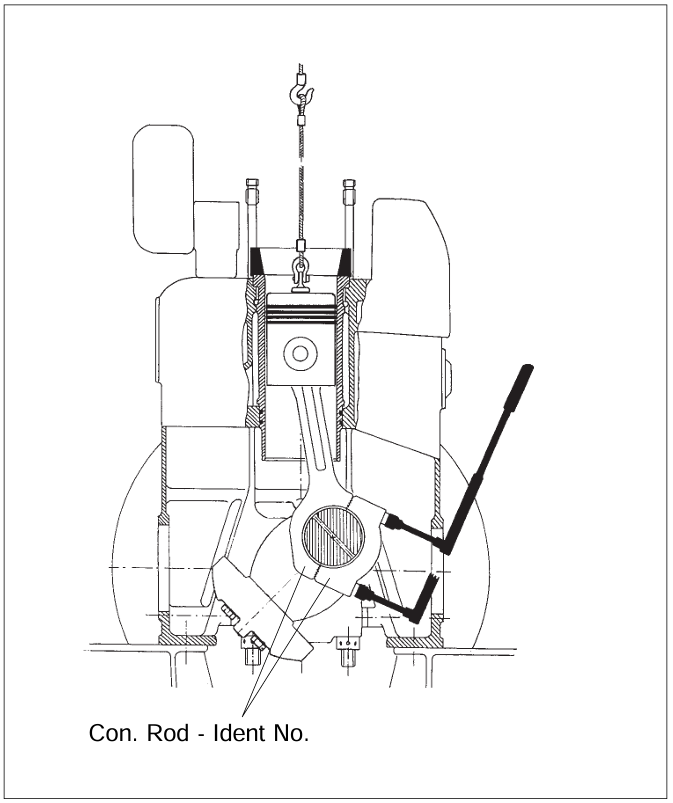 Con. Rod - Ident No.